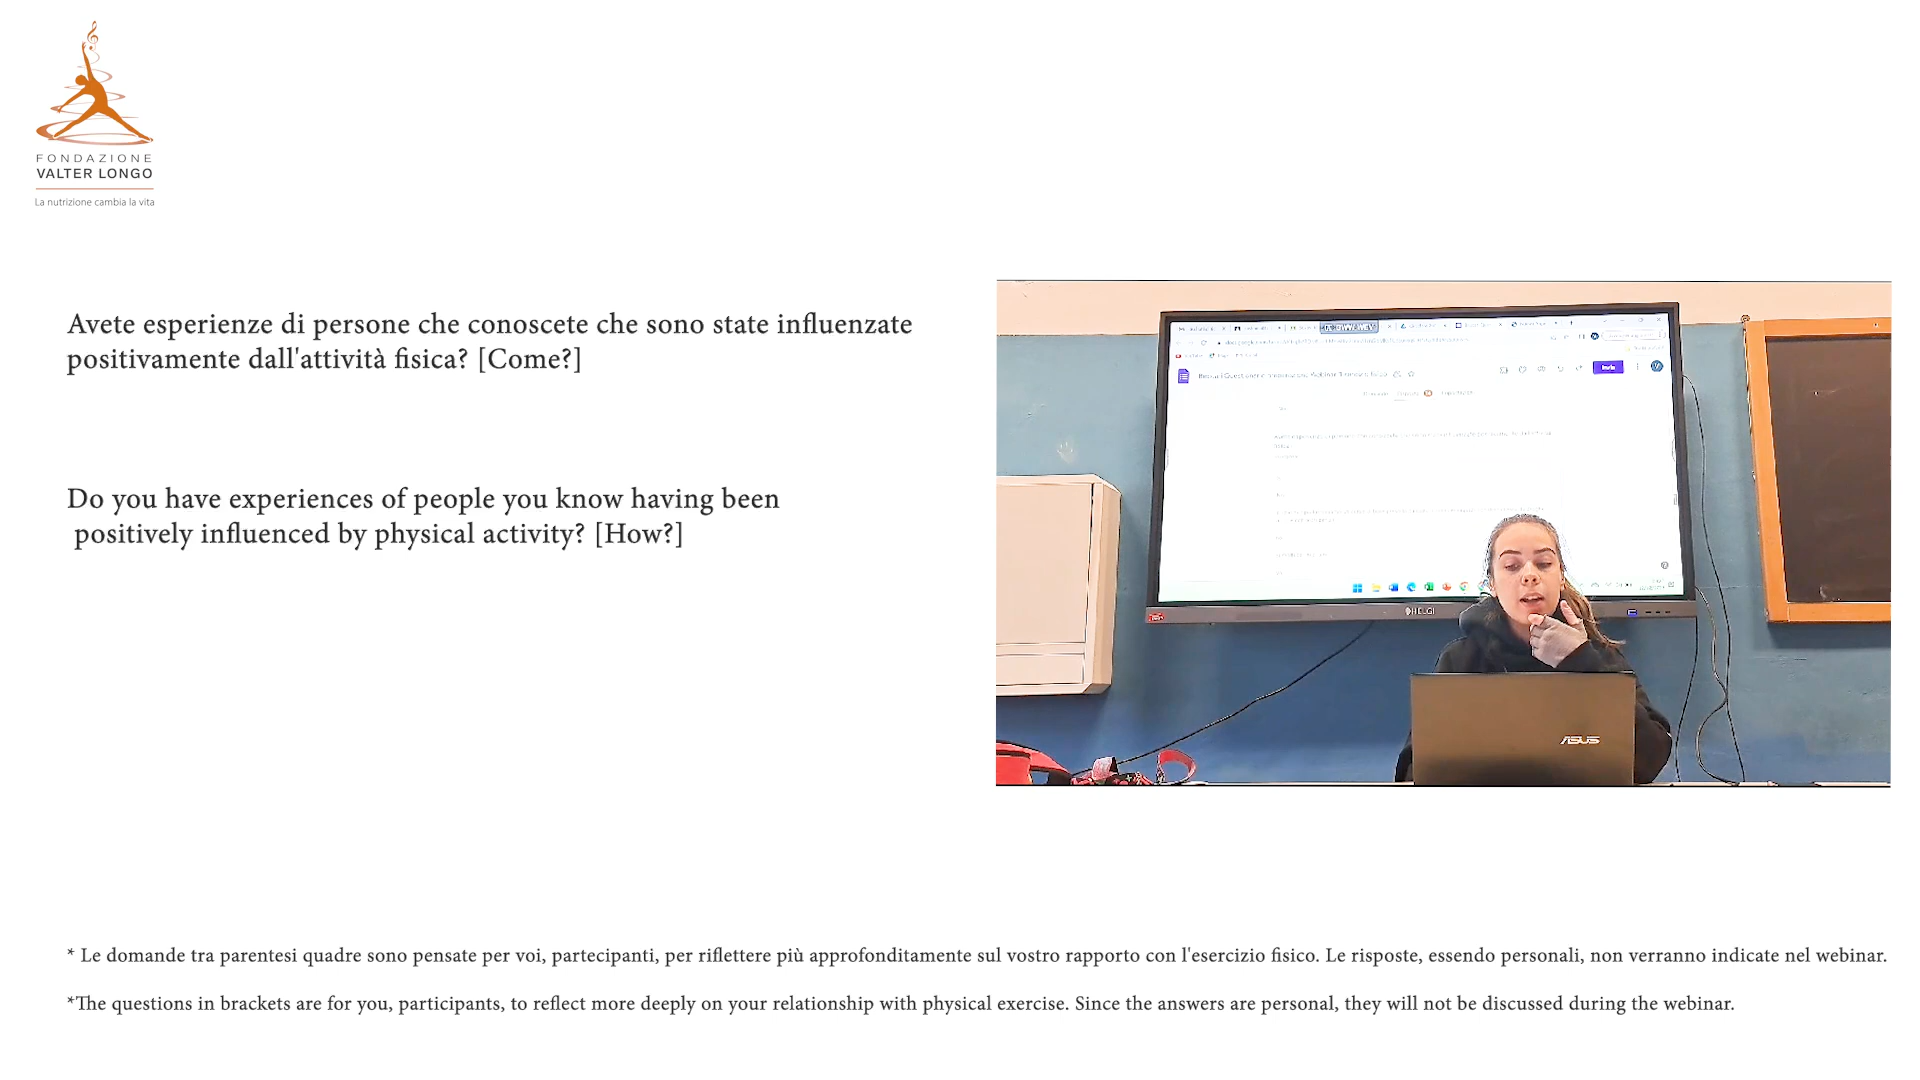 FONDAZIONE
VALTER LONGO
La nutrizione cambia la vita
Avete esperienze di persone che conoscete che sono state influenzate
positivamente dall'attività fisica? [Come?]
Do you have experiences of people you know having been
positively influenced by physical activity? [How?]
HELGI
ASUS
* Le domande tra parentesi quadre sono pensate per voi, partecipanti, per riflettere più approfonditamente sul vostro rapporto con l'esercizio fisico. Le risposte, essendo personali, non verranno indicate nel webinar.
*The questions in brackets are for you, participants, to reflect more deeply on your relationship with physical exercise. Since the answers are personal, they will not be discussed during the webinar.